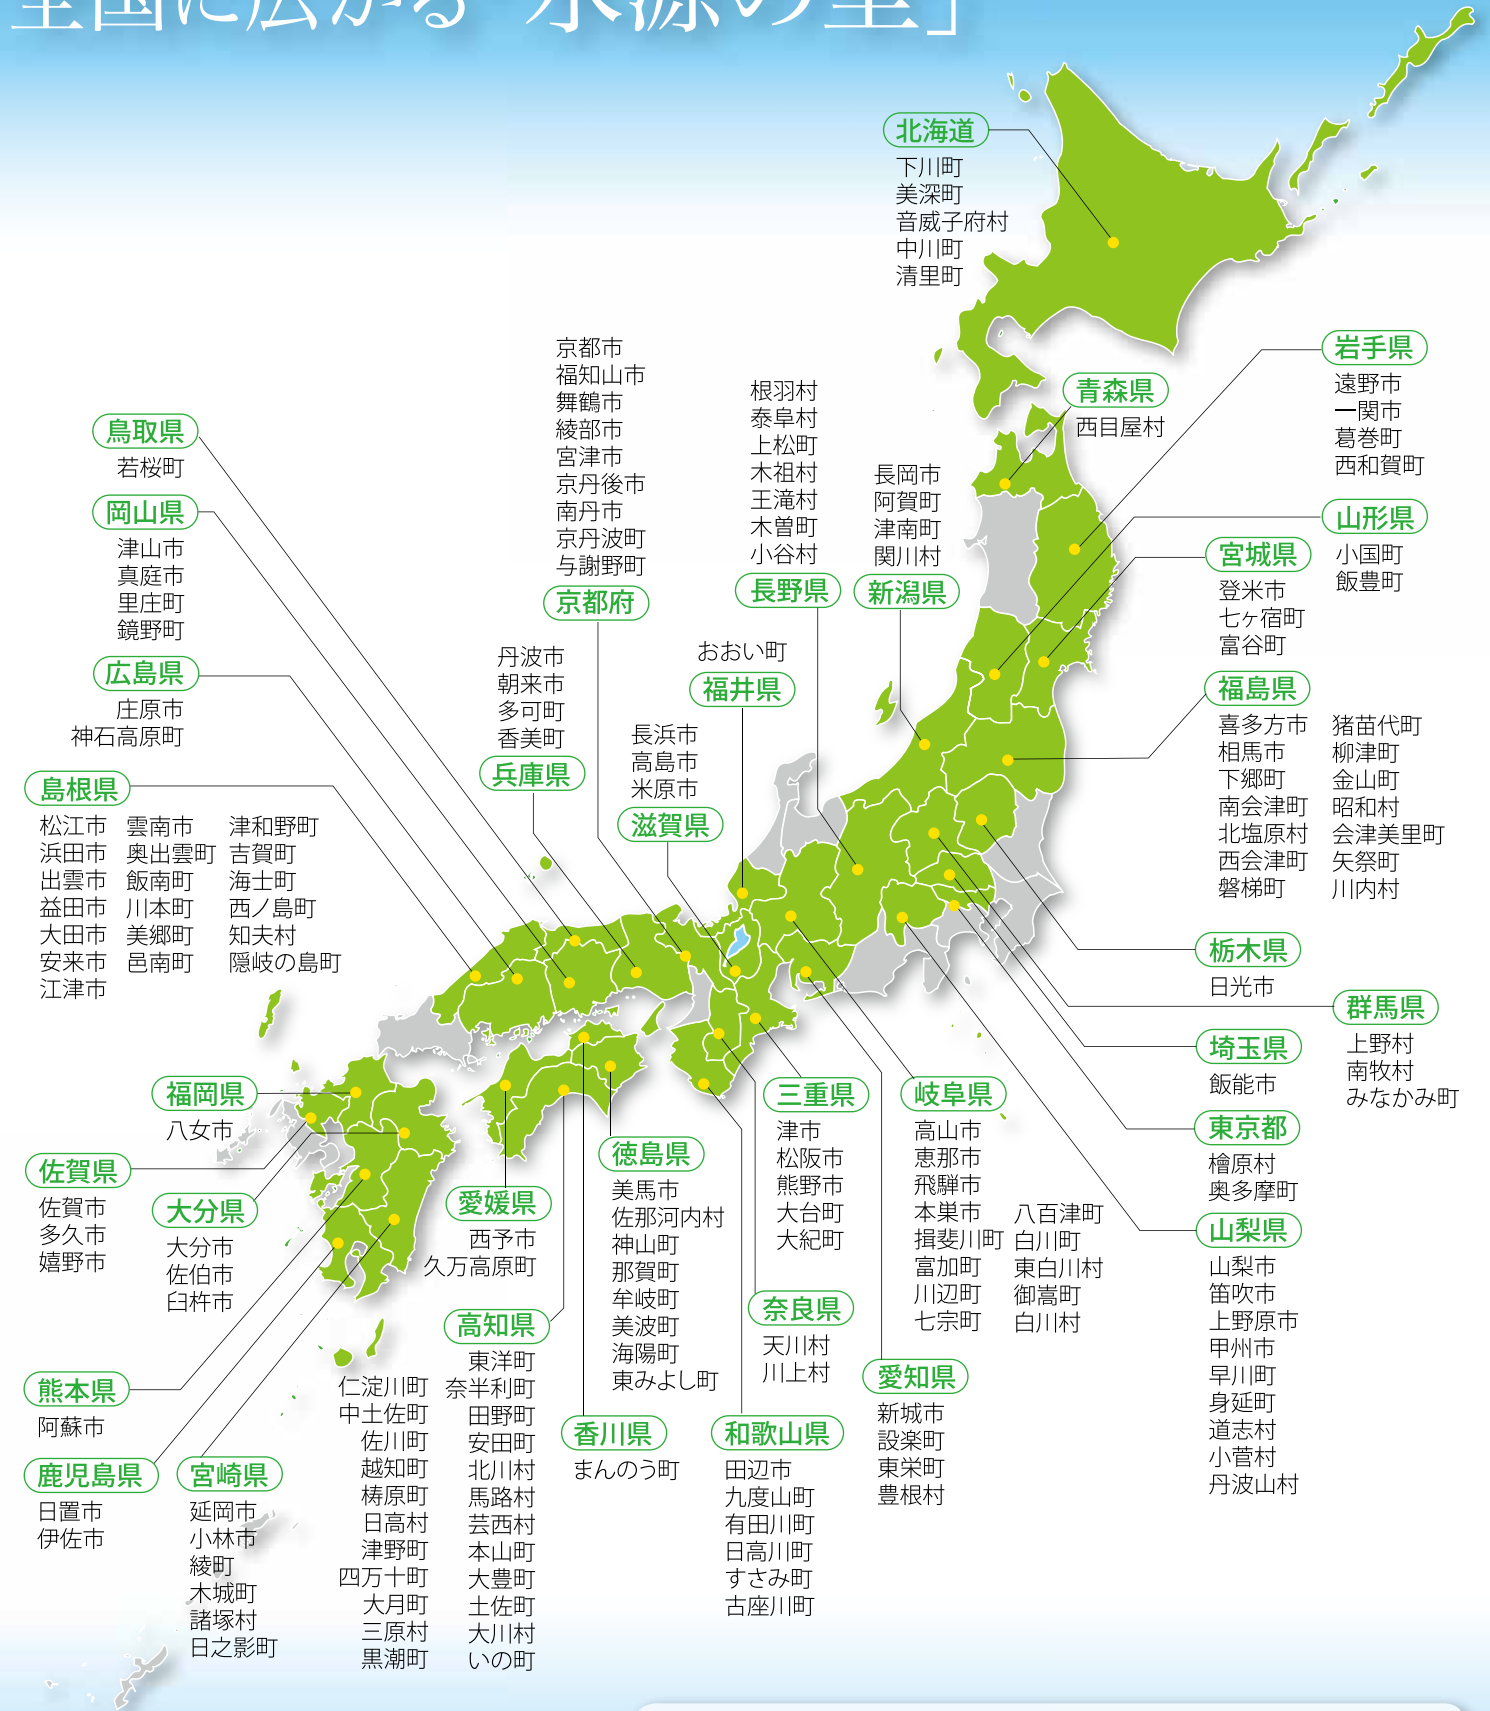 全国に広がる「水源の里」
北海道
下川町
美深町
音威子府村
中川町
清里町
青森県
西目屋村
岩手県
遠野市
一関市
葛巻町
西和賀町
山形県
小国町
飯豊町
宮城県
登米市
七ヶ宿町
富谷町
福島県
喜多方市
相馬市
下郷町
南会津町
北塩原村
西会津町
磐梯町
猪苗代町
柳津町
金山町
昭和村
会津美里町
矢祭町
川内村
栃木県
日光市
群馬県
上野村
南牧村
みなかみ町
埼玉県
飯能市
東京都
檜原村
奥多摩町
山梨県
山梨市
笛吹市
上野原市
甲州市
早川町
身延町
道志村
小菅村
丹波山村
長岡市
阿賀町
津南町
関川村
新潟県
根羽村
泰阜村
上松町
木祖村
王滝村
木曽町
小谷村
長野県
おおい町
福井県
長浜市
高島市
米原市
滋賀県
京都市
福知山市
舞鶴市
綾部市
宮津市
京丹後市
南丹市
京丹波町
与謝野町
京都府
丹波市
朝来市
多可町
香美町
兵庫県
鳥取県
若桜町
岡山県
津山市
真庭市
里庄町
鏡野町
広島県
庄原市
神石高原町
島根県
松江市
浜田市
出雲市
益田市
大田市
安来市
江津市
雲南市
奥出雲町
飯南町
川本町
美郷町
邑南町
津和野町
吉賀町
海士町
西ノ島町
知夫村
隠岐の島町
福岡県
八女市
佐賀県
佐賀市
多久市
嬉野市
大分県
大分市
佐伯市
臼杵市
熊本県
阿蘇市
鹿児島県
日置市
伊佐市
宮崎県
延岡市
小林市
綾町
木城町
諸塚村
日之影町
愛媛県
西予市
久万高原町
高知県
東洋町
奈半利町
田野町
安田町
北川村
馬路村
芸西村
本山町
大豊町
土佐町
大川村
いの町
仁淀川町
中土佐町
佐川町
越知町
梼原町
日高村
津野町
四万十町
大月町
三原村
黒潮町
徳島県
美馬市
佐那河内村
神山町
那賀町
牟岐町
美波町
海陽町
東みよし町
香川県
まんのう町
三重県
津市
松阪市
熊野市
大台町
大紀町
奈良県
天川村
川上村
和歌山県
田辺市
九度山町
有田川町
日高川町
すさみ町
古座川町
岐阜県
高山市
恵那市
飛騨市
本巣市
揖斐川町
富加町
川辺町
七宗町
八百津町
白川町
東白川村
御嵩町
白川村
愛知県
新城市
設楽町
東栄町
豊根村